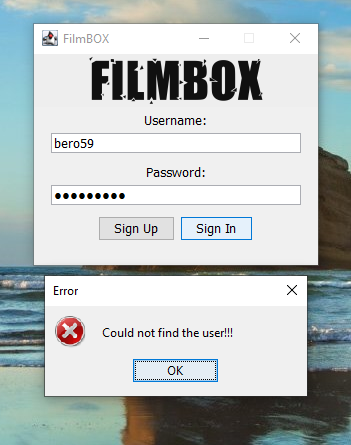 FilmBOX
FILMBOX
Username:
bero59
Password:
●●●●●●●●●
Sign Up Sign In
Error
Could not find the user!!!
OK